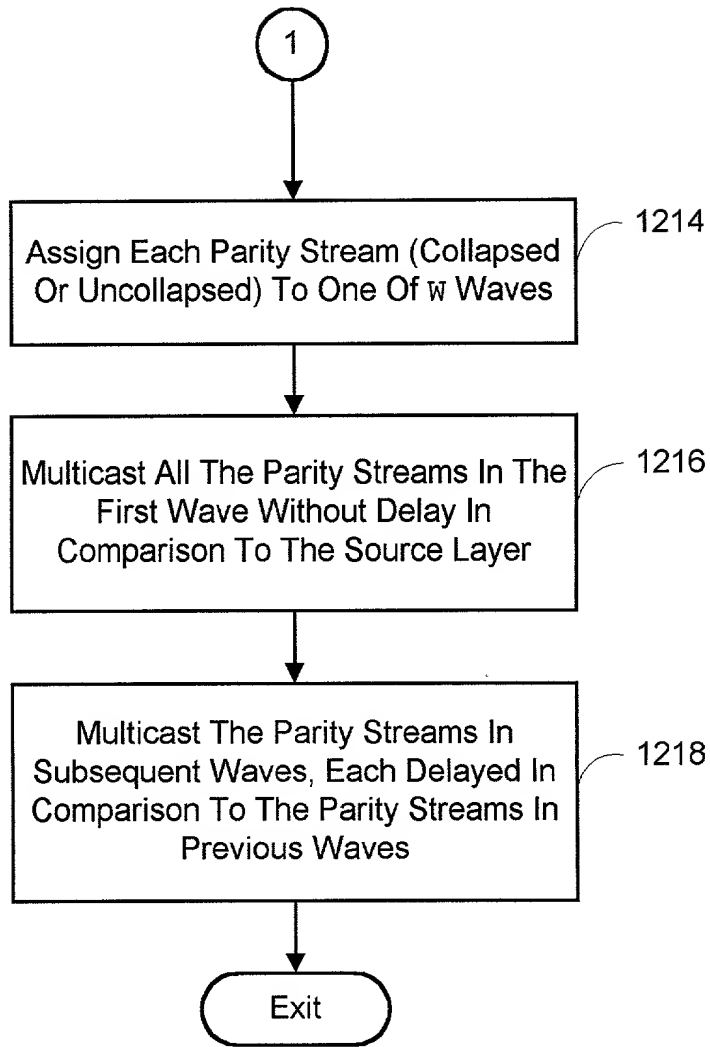 1
Assign Each Parity Stream (Collapsed
Or Uncollapsed) To One Of W Waves
1214
Multicast All The Parity Streams In The
First Wave Without Delay In
Comparison To The Source Layer
1216
Multicast The Parity Streams In
Subsequent Waves, Each Delayed In
Comparison To The Parity Streams In
Previous Waves
1218
Exit